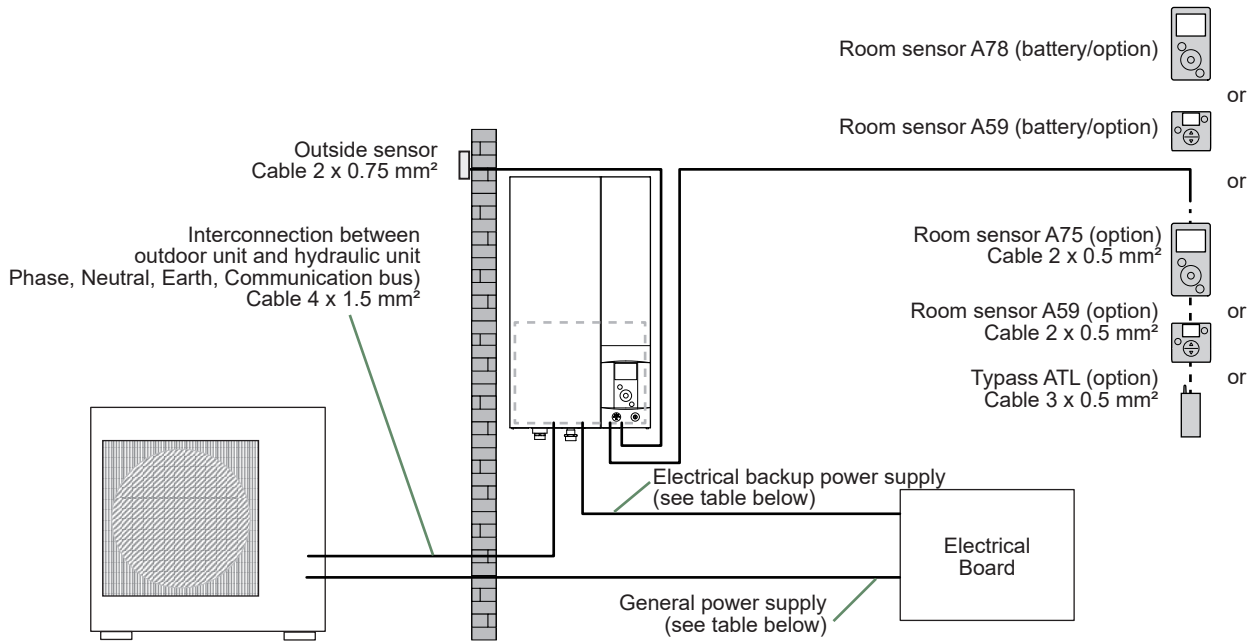 Room sensor A78 (battery/option)
or
Room sensor A59 (battery/option)
or
Outside sensor
Cable 2 x 0.75 mm²
Interconnection between
outdoor unit and hydraulic unit
Phase, Neutral, Earth, Communication bus)
Cable 4 x 1.5 mm²
Room sensor A75 (option)
Cable 2 x 0.5 mm²
or
Room sensor A59 (option)
Cable 2 x 0.5 mm²
or
Typass ATL (option)
Cable 3 x 0.5 mm²
Electrical backup power supply
(see table below)
Electrical
Board
General power supply
(see table below)